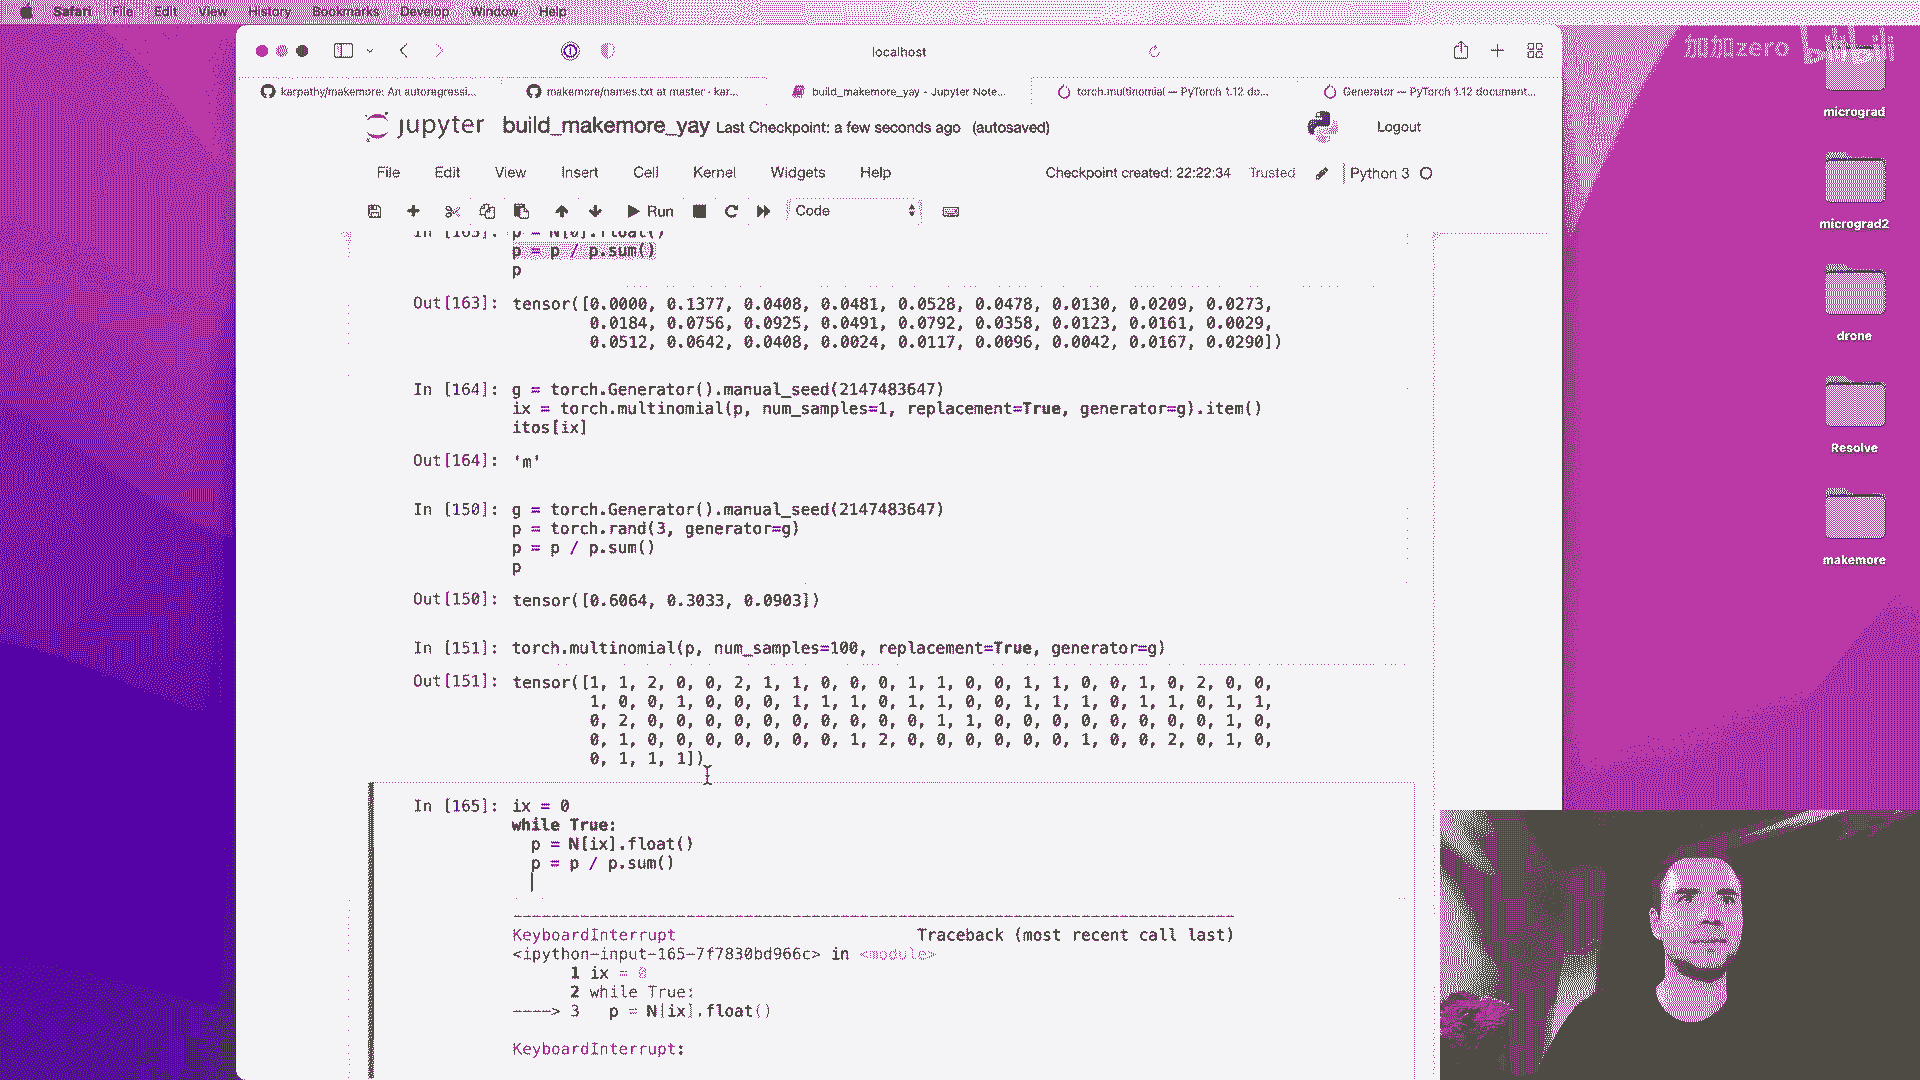 Safari File Edit View History Bookmarks Develop Window Help
localhost
加加zero
karpathy/makemore: An autoregressi...
makemore/names.txt at master · kar...
build_makemore_yay - Jupyter Note...
torch.multinomial — PyTorch 1.12 do...
Generator — PyTorch 1.12 document...
jupyter build_makemore_yay Last Checkpoint: a few seconds ago (autosaved)
Logout
File Edit View Insert Cell Kernel Widgets Help
Checkpoint created: 22:22:34 Trusted Python 3
Run Code
In [163]: p = N[0].float()
p = p / p.sum()
p
Out[163]: tensor([0.0000, 0.1377, 0.0408, 0.0481, 0.0528, 0.0478, 0.0130, 0.0209, 0.0273,
0.0184, 0.0756, 0.0925, 0.0491, 0.0792, 0.0358, 0.0123, 0.0161, 0.0029,
0.0512, 0.0642, 0.0408, 0.0024, 0.0117, 0.0096, 0.0042, 0.0167, 0.0290])
In [164]: g = torch.Generator().manual_seed(2147483647)
ix = torch.multinomial(p, num_samples=1, replacement=True, generator=g).item()
itos[ix]
Out[164]: 'm'
In [150]: g = torch.Generator().manual_seed(2147483647)
p = torch.rand(3, generator=g)
p = p / p.sum()
p
Out[150]: tensor([0.6064, 0.3033, 0.0903])
In [151]: torch.multinomial(p, num_samples=100, replacement=True, generator=g)
Out[151]: tensor([1, 1, 2, 0, 0, 2, 1, 1, 0, 0, 0, 1, 1, 0, 0, 1, 1, 0, 0, 1, 0, 2, 0, 0,
1, 0, 0, 1, 0, 0, 0, 1, 1, 1, 0, 1, 1, 0, 0, 1, 1, 1, 0, 1, 1, 0, 1, 1,
0, 2, 0, 0, 0, 0, 0, 0, 0, 0, 0, 0, 1, 1, 0, 0, 0, 0, 0, 0, 0, 0, 1, 0,
0, 1, 0, 0, 0, 0, 0, 0, 0, 1, 2, 0, 0, 0, 0, 0, 0, 1, 0, 0, 2, 0, 1, 0,
0, 1, 1, 1])
In [165]: ix = 0
while True:
p = N[ix].float()
p = p / p.sum()
---------------------------------------------------------------------------
KeyboardInterrupt Traceback (most recent call last)
<ipython-input-165-7f7830bd966c> in <module>
1 ix = 0
2 while True:
----> 3 p = N[ix].float()
KeyboardInterrupt:
micrograd
micrograd2
drone
Resolve
makemore